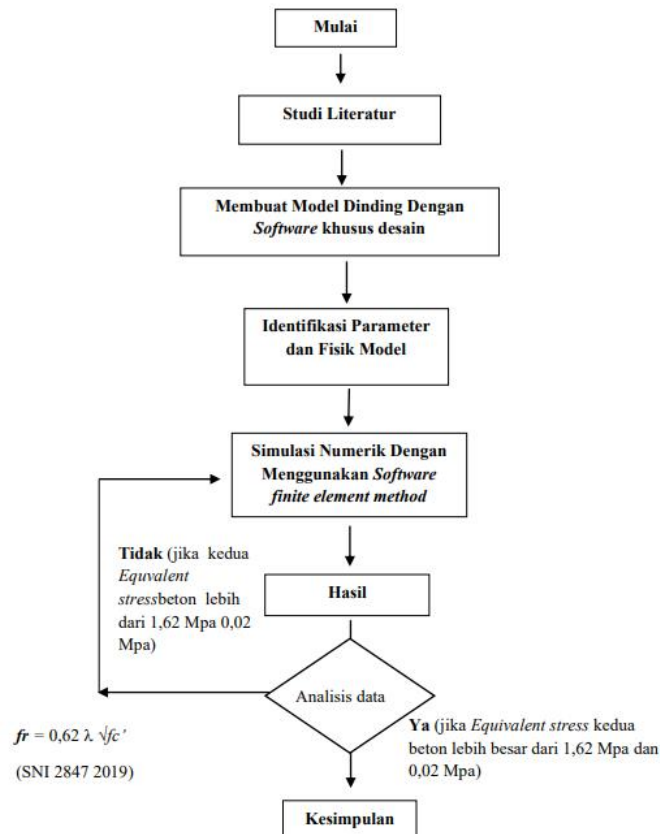 Mulai
Studi Literatur
Membuat Model Dinding Dengan
Software khusus desain
Identifikasi Parameter
dan Fisik Model
Simulasi Numerik Dengan
Menggunakan Software
finite element method
Tidak (jika kedua
Equvalent
stressbeton lebih
dari 1,62 Mpa 0,02
Mpa)
Hasil
Analisis data
fr = 0,62 λ √fc'
(SNI 2847 2019)
Ya (jika Equivalent stress kedua
beton lebih besar dari 1,62 Mpa dan
0,02 Mpa)
Kesimpulan